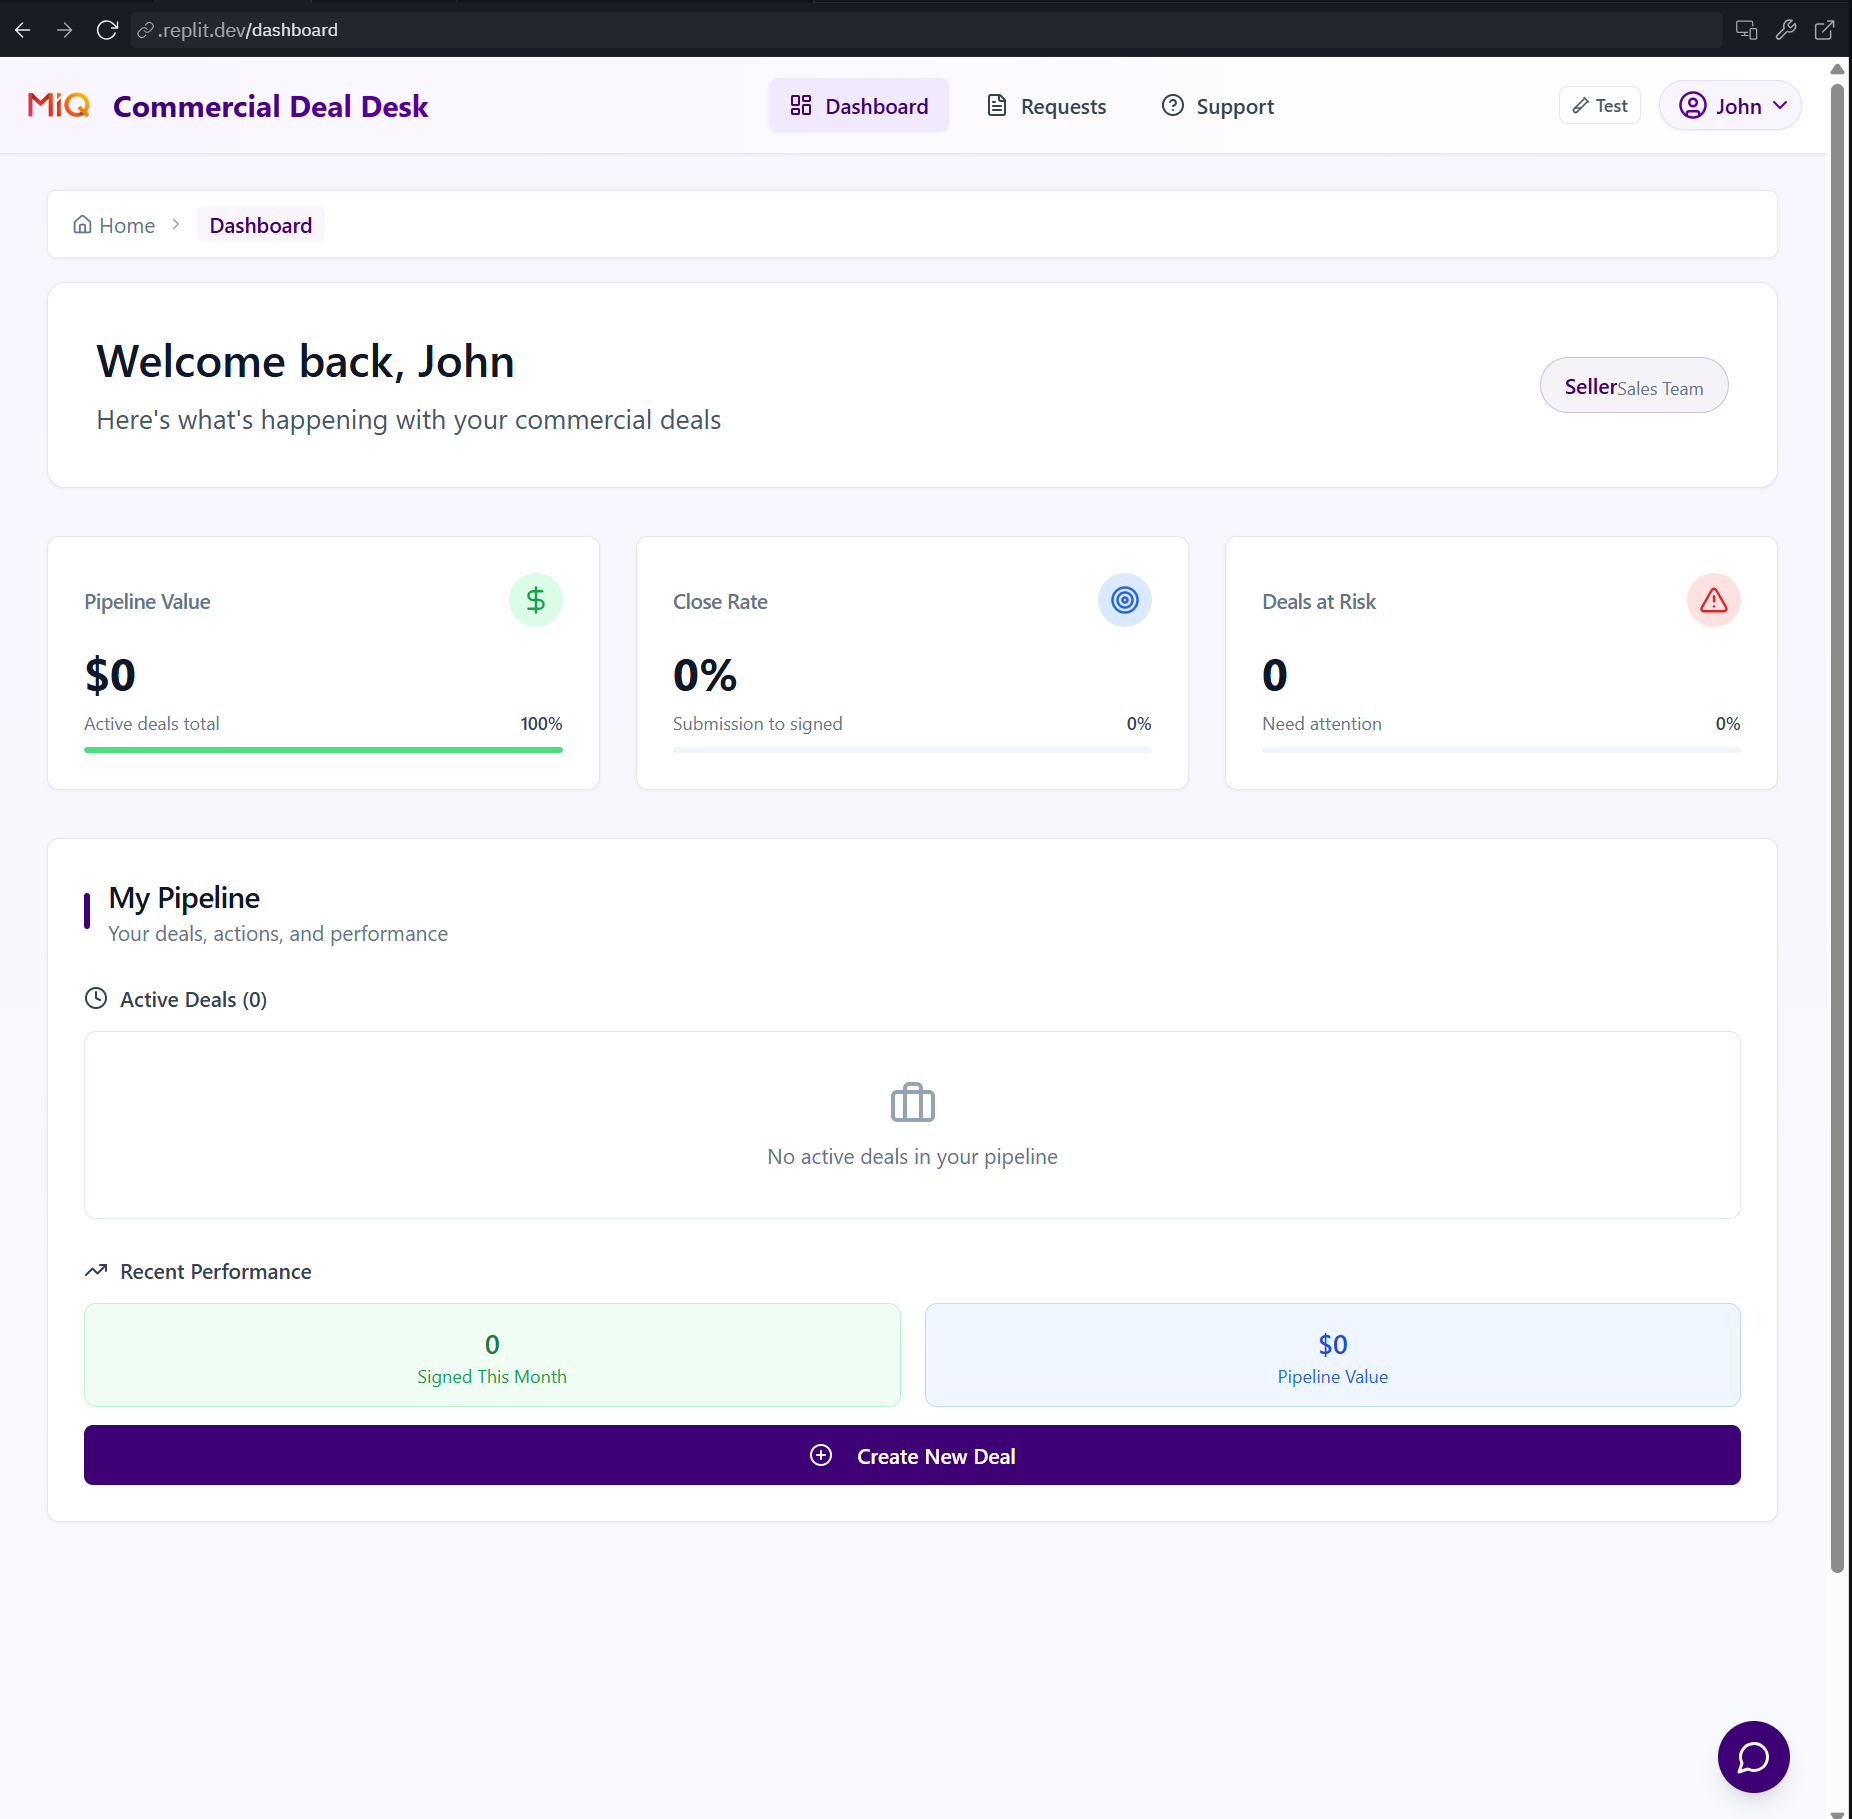 .replit.dev/dashboard
MiQ Commercial Deal Desk
Dashboard
Requests
Support
Test
John
Home
Dashboard
Welcome back, John
Here's what's happening with your commercial deals
Seller Sales Team
Pipeline Value
$
$0
Active deals total 100%
Close Rate
0%
Submission to signed 0%
Deals at Risk
0
Need attention 0%
My Pipeline
Your deals, actions, and performance
Active Deals (0)
No active deals in your pipeline
Recent Performance
0
Signed This Month
$0
Pipeline Value
Create New Deal